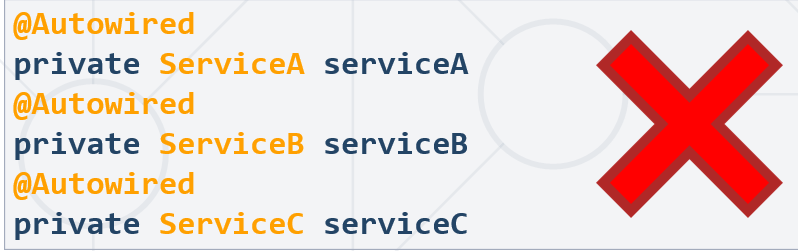 @Autowired
private ServiceA serviceA
@Autowired
private ServiceB serviceB
@Autowired
private ServiceC serviceC